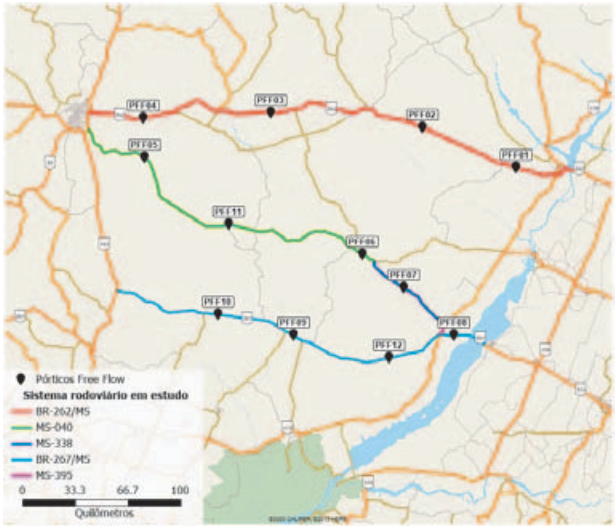 PFF04
PFF03
PFF02
PFF01
PFF05
PFF11
PFF06
PFF07
PFF10
PFF09
PFF08
PFF12
Pórticos Free Flow
Sistema rodoviário em estudo
BR-262/MS
MS-040
MS-338
BR-267/MS
MS-395
0 33.3 66.7 100
Quilômetros